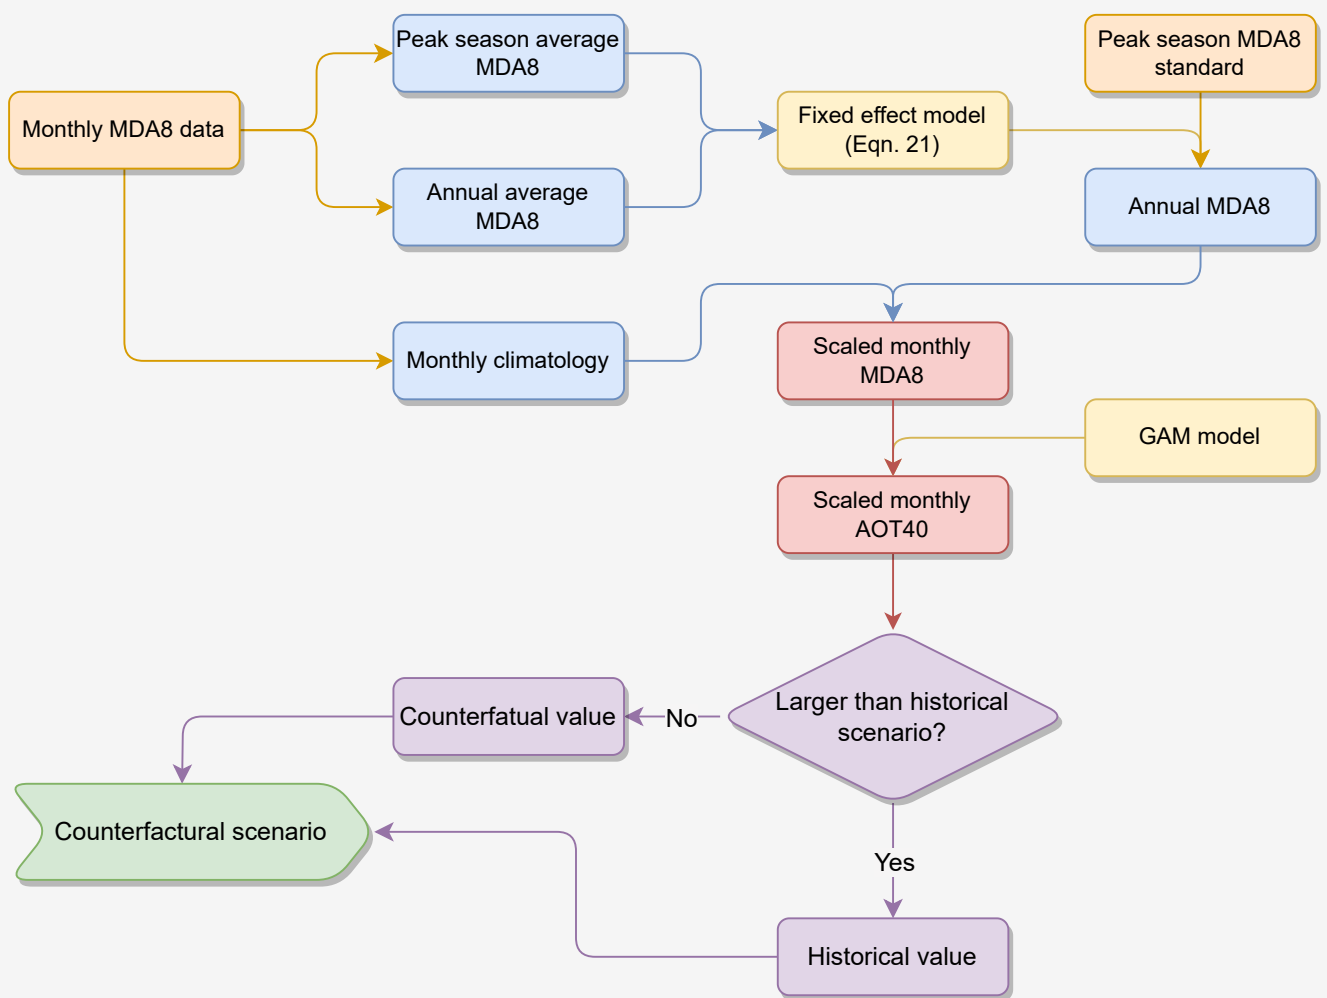 Peak season average
MDA8
Peak season MDA8
standard
Monthly MDA8 data
Fixed effect model
(Eqn. 21)
Annual average
MDA8
Annual MDA8
Monthly climatology
Scaled monthly
MDA8
GAM model
Scaled monthly
AOT40
Larger than historical
scenario?
No
Counterfatual value
Counterfactural scenario
Yes
Historical value